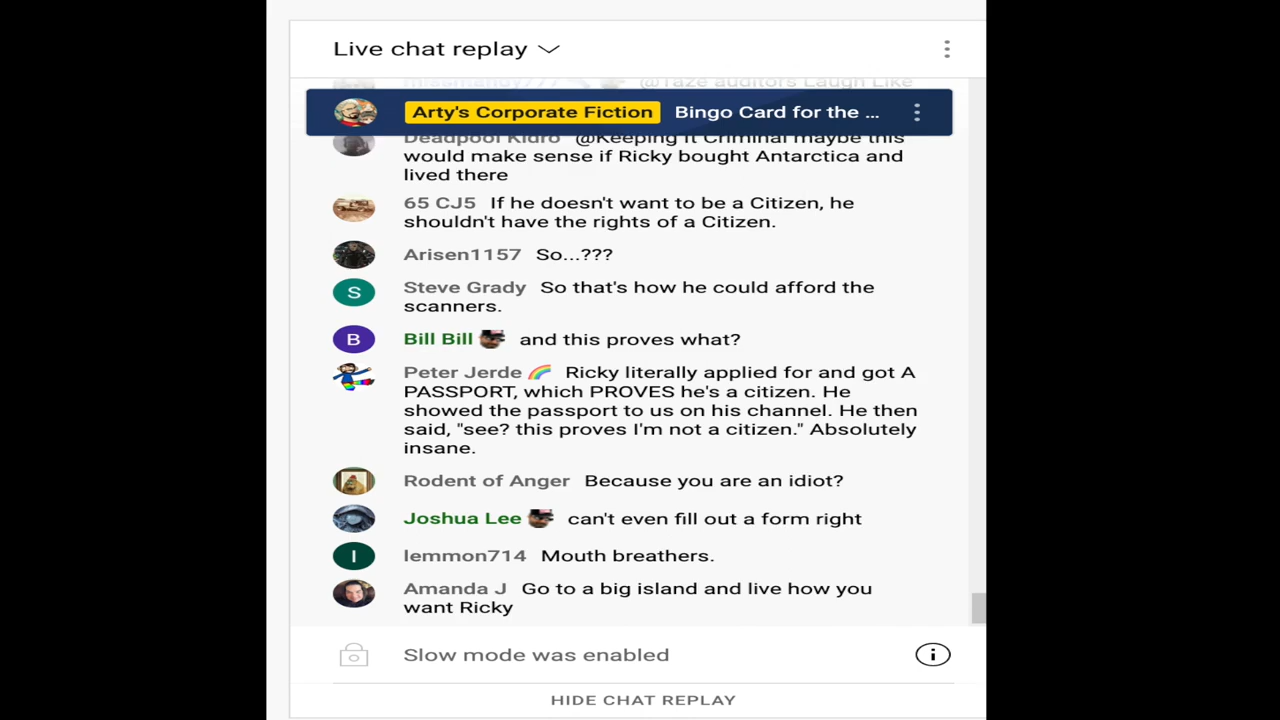 Live chat replay
missmandy777 @Taze auditors Laugh Like
Arty's Corporate Fiction Bingo Card for the ...
Deadpool Kidro @Keeping it Criminal maybe this
would make sense if Ricky bought Antarctica and
lived there
65 CJ5 If he doesn't want to be a Citizen, he
shouldn't have the rights of a Citizen.
Arisen1157 So...???
S Steve Grady So that's how he could afford the
scanners.
B Bill Bill and this proves what?
Peter Jerde 🌈 Ricky literally applied for and got A
PASSPORT, which PROVES he's a citizen. He
showed the passport to us on his channel. He then
said, "see? this proves I'm not a citizen." Absolutely
insane.
Rodent of Anger Because you are an idiot?
Joshua Lee can't even fill out a form right
I lemmon714 Mouth breathers.
Amanda J Go to a big island and live how you
want Ricky
Slow mode was enabled
HIDE CHAT REPLAY